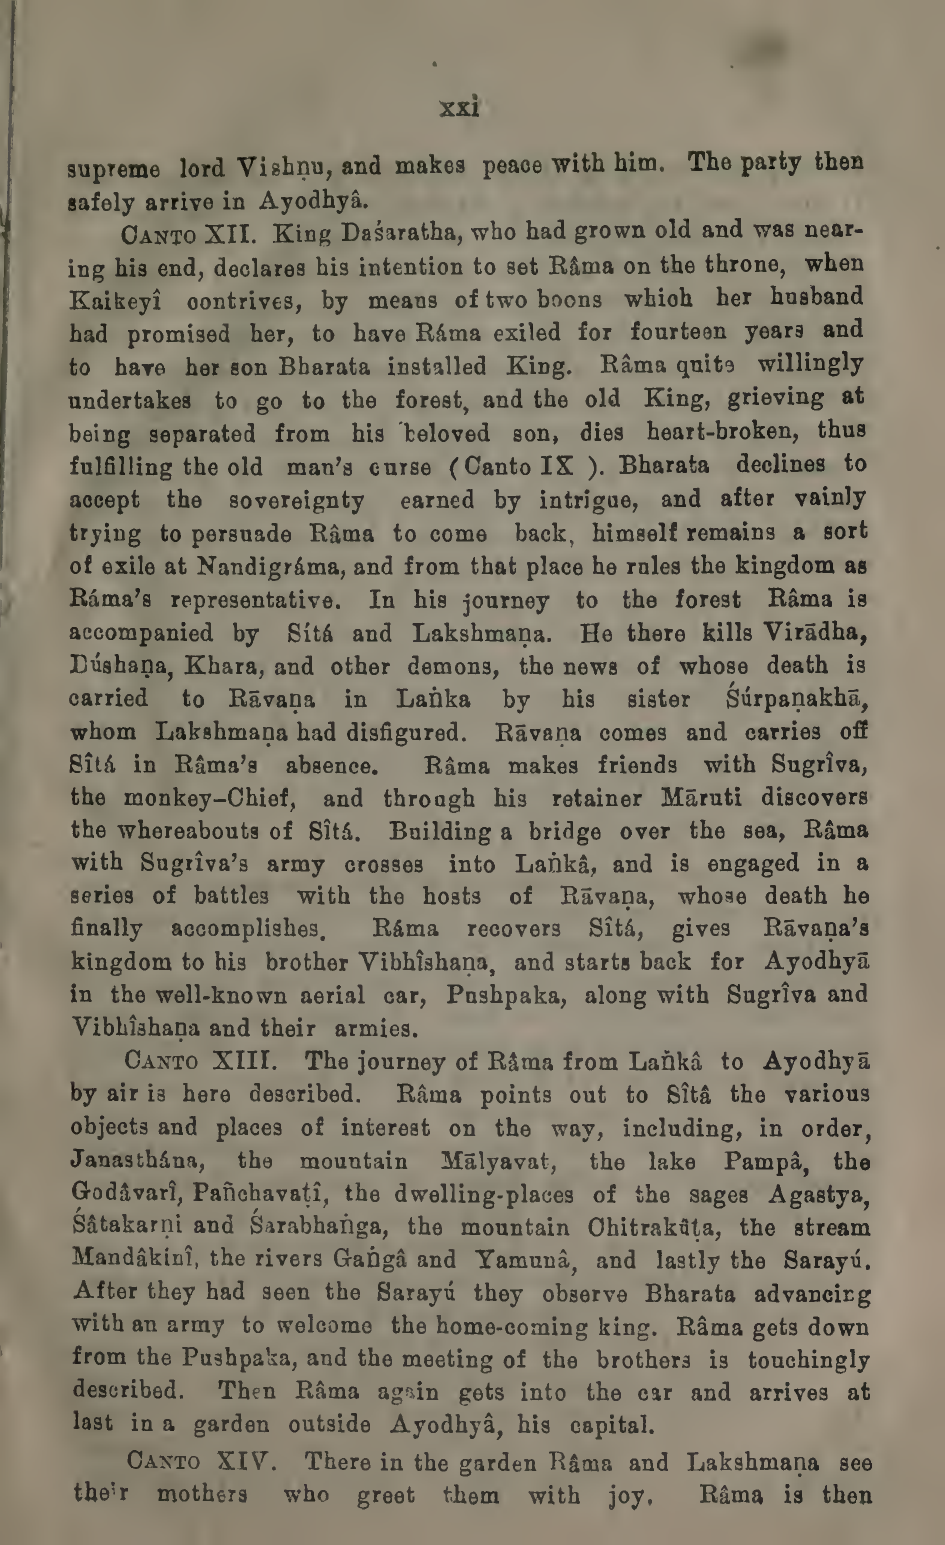 xxi
supreme lord Vishṇu, and makes peace with him. The party then
safely arrive in Ayodhyâ.
CANTO XII. King Daśaratha, who had grown old and was near-
ing his end, declares his intention to set Râma on the throne, when
Kaikeyî contrives, by means of two boons which her husband
had promised her, to have Ráma exiled for fourteen years and
to have her son Bharata installed King. Râma quite willingly
undertakes to go to the forest, and the old King, grieving at
being separated from his beloved son, dies heart-broken, thus
fulfilling the old man's curse ( Canto IX ). Bharata declines to
accept the sovereignty earned by intrigue, and after vainly
trying to persuade Râma to come back, himself remains a sort
of exile at Nandigráma, and from that place he rules the kingdom as
Ráma's representative. In his journey to the forest Râma is
accompanied by Sítá and Lakshmaṇa. He there kills Virādha,
Dúshaṇa, Khara, and other demons, the news of whose death is
carried to Rāvaṇa in Laṅka by his sister Śúrpaṇakhā,
whom Lakshmaṇa had disfigured. Rāvaṇa comes and carries off
Sîtá in Râma's absence. Râma makes friends with Sugrîva,
the monkey-Chief, and through his retainer Māruti discovers
the whereabouts of Sîtá. Building a bridge over the sea, Râma
with Sugrîva's army crosses into Laṅkâ, and is engaged in a
series of battles with the hosts of Rāvaṇa, whose death he
finally accomplishes. Ráma recovers Sîtá, gives Rāvaṇa's
kingdom to his brother Vibhîshaṇa, and starts back for Ayodhyā
in the well-known aerial car, Pushpaka, along with Sugrîva and
Vibhîshaṇa and their armies.
CANTO XIII. The journey of Râma from Laṅkâ to Ayodhyā
by air is here described. Râma points out to Sîtâ the various
objects and places of interest on the way, including, in order,
Janasthána, the mountain Mālyavat, the lake Pampâ, the
Godâvarî, Pañchavaṭî, the dwelling-places of the sages Agastya,
Śâtakarṇi and Śarabhaṅga, the mountain Chitrakûṭa, the stream
Mandâkinî, the rivers Gaṅgâ and Yamunâ, and lastly the Sarayú.
After they had seen the Sarayú they observe Bharata advancing
with an army to welcome the home-coming king. Râma gets down
from the Pushpaka, and the meeting of the brothers is touchingly
described. Then Râma again gets into the car and arrives at
last in a garden outside Ayodhyâ, his capital.
CANTO XIV. There in the garden Râma and Lakshmaṇa see
their mothers who greet them with joy. Râma is then